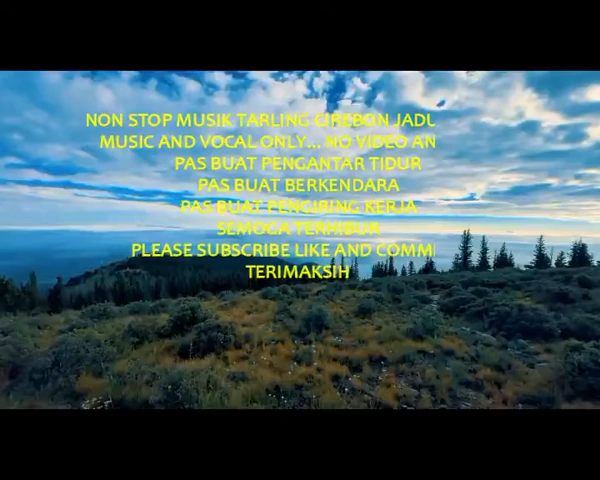 NON STOP MUSIK TARLING CIREBON JADU
MUSIC AND VOCAL ONLY... NO VIDEO AN
PAS BUAT PENGANTAR TIDUR
PAS BUAT BERKENDARA
PAS BUAT PENGIRING KERJA
SEMOGA TERHIBUR
PLEASE SUBSCRIBE LIKE AND COMM
TERIMAKSIH